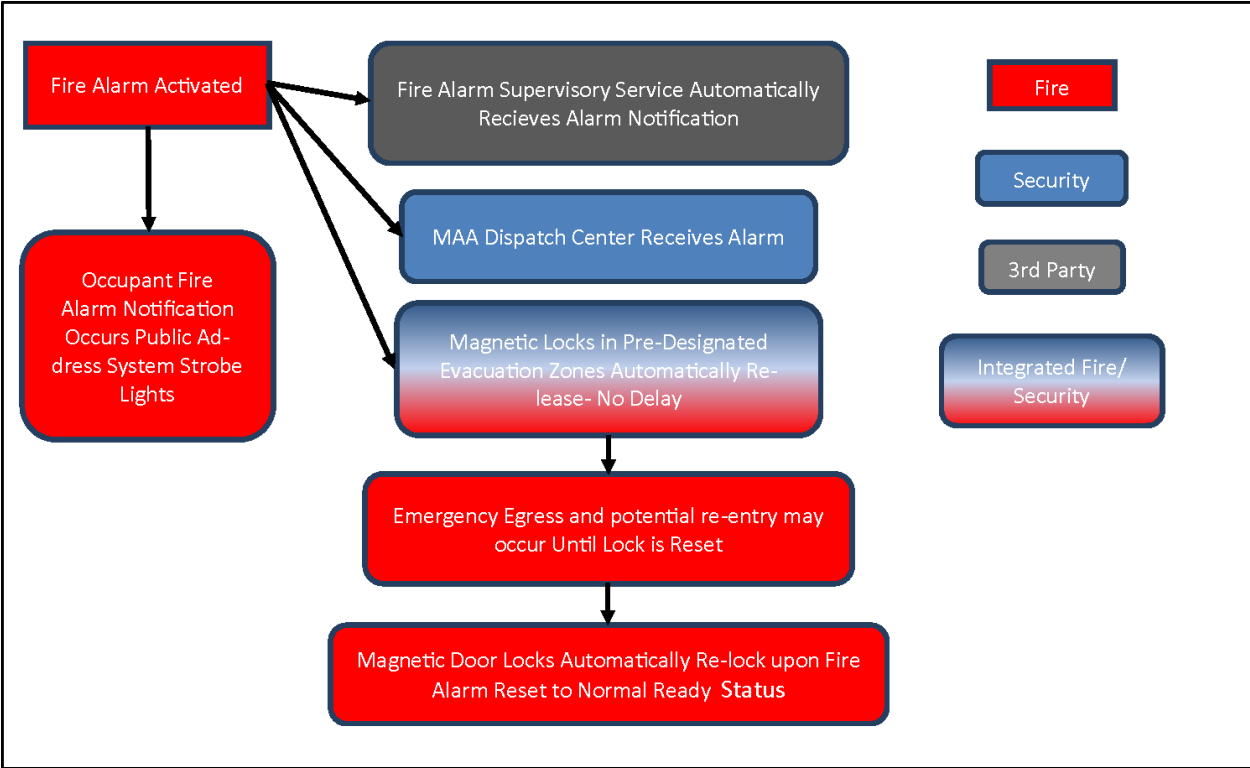 Fire Alarm Activated
Fire Alarm Supervisory Service Automatically
Recieves Alarm Notification
MAA Dispatch Center Receives Alarm
Occupant Fire
Alarm Notification
Occurs Public Ad-
dress System Strobe
Lights
Magnetic Locks in Pre-Designated
Evacuation Zones Automatically Re-
lease- No Delay
Emergency Egress and potential re-entry may
occur Until Lock is Reset
Magnetic Door Locks Automatically Re-lock upon Fire
Alarm Reset to Normal Ready Status
Fire
Security
3rd Party
Integrated Fire/
Security